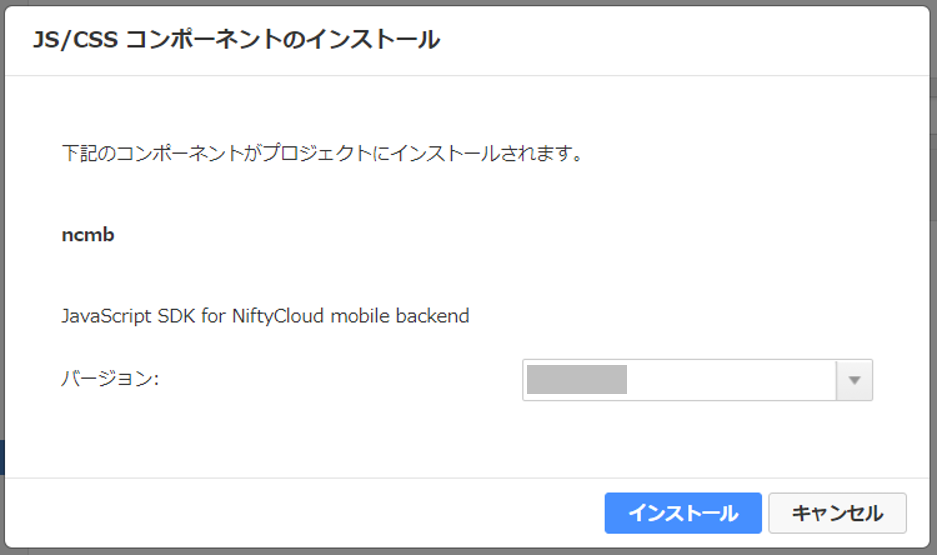 JS/CSS コンポーネントのインストール
下記のコンポーネントがプロジェクトにインストールされます。
ncmb
JavaScript SDK for NiftyCloud mobile backend
バージョン:
インストール
キャンセル